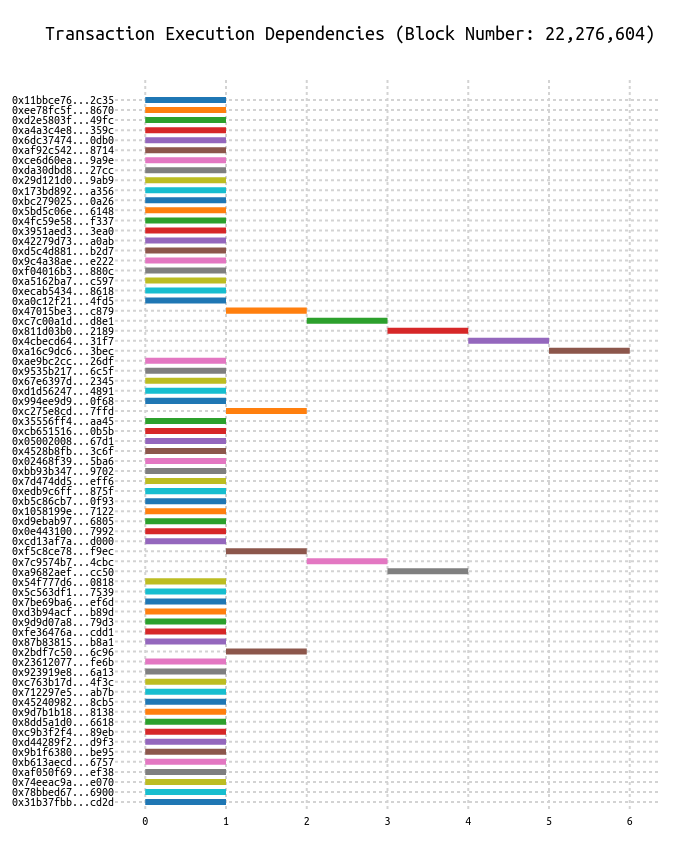 Transaction Execution Dependencies (Block Number: 22,276,604)
0x11bbce76...2c35
0xee78fc5f...8670
0xd2e5803f...49fc
0xa4a3c4e8...359c
0x6dc37474...0db0
0xaf92c542...8714
0xce6d60ea...9a9e
0xda30dbd8...27cc
0x29d121d0...9ab9
0x173bd892...a356
0xbc279025...0a26
0x5bd5c06e...6148
0x4fc59e58...f337
0x3951aed3...3ea0
0x42279d73...a0ab
0xd5c4d881...b2d7
0x9c4a38ae...e222
0xf04016b3...880c
0xa5162ba7...c597
0xecab5434...8618
0xa0c12f21...4fd5
0x47015be3...c879
0xc7c00a1d...d8e1
0x811d03b0...2189
0x4cbecd64...31f7
0xa16c9dc6...3bec
0xae9bc2cc...26df
0x9535b217...6c5f
0x67e6397d...2345
0xd1d56247...4891
0x994ee9d9...0f68
0xc275e8cd...7ffd
0x35556ff4...aa45
0xcb651516...0b5b
0x05002008...67d1
0x4528b8fb...3c6f
0x02468f39...5ba6
0xbb93b347...9702
0x7d474dd5...eff6
0xedb9c6ff...875f
0xb5c86cb7...0f93
0x1058199e...7122
0xd9ebab97...6805
0x0e443100...7992
0xcd13af7a...d000
0xf5c8ce78...f9ec
0x7c9574b7...4cbc
0xa9682aef...cc50
0x54f777d6...0818
0x5c563df1...7539
0x7be69ba6...ef6d
0xd3b94acf...b89d
0x9d9d07a8...79d3
0xfe36476a...cdd1
0x87b83815...b8a1
0x2bdf7c50...6c96
0x23612077...fe6b
0x923919e8...6a13
0xc763b17d...4f3c
0x712297e5...ab7b
0x45240982...8cb5
0x9d7b1b18...8138
0x8dd5a1d0...6618
0xc9b3f2f4...89eb
0xd44289f2...d9f3
0x9b1f6380...be95
0xb613aecd...6757
0xaf050f69...ef38
0x74eeac9a...e070
0x78bbed67...6900
0x31b37fbb...cd2d
0 1 2 3 4 5 6